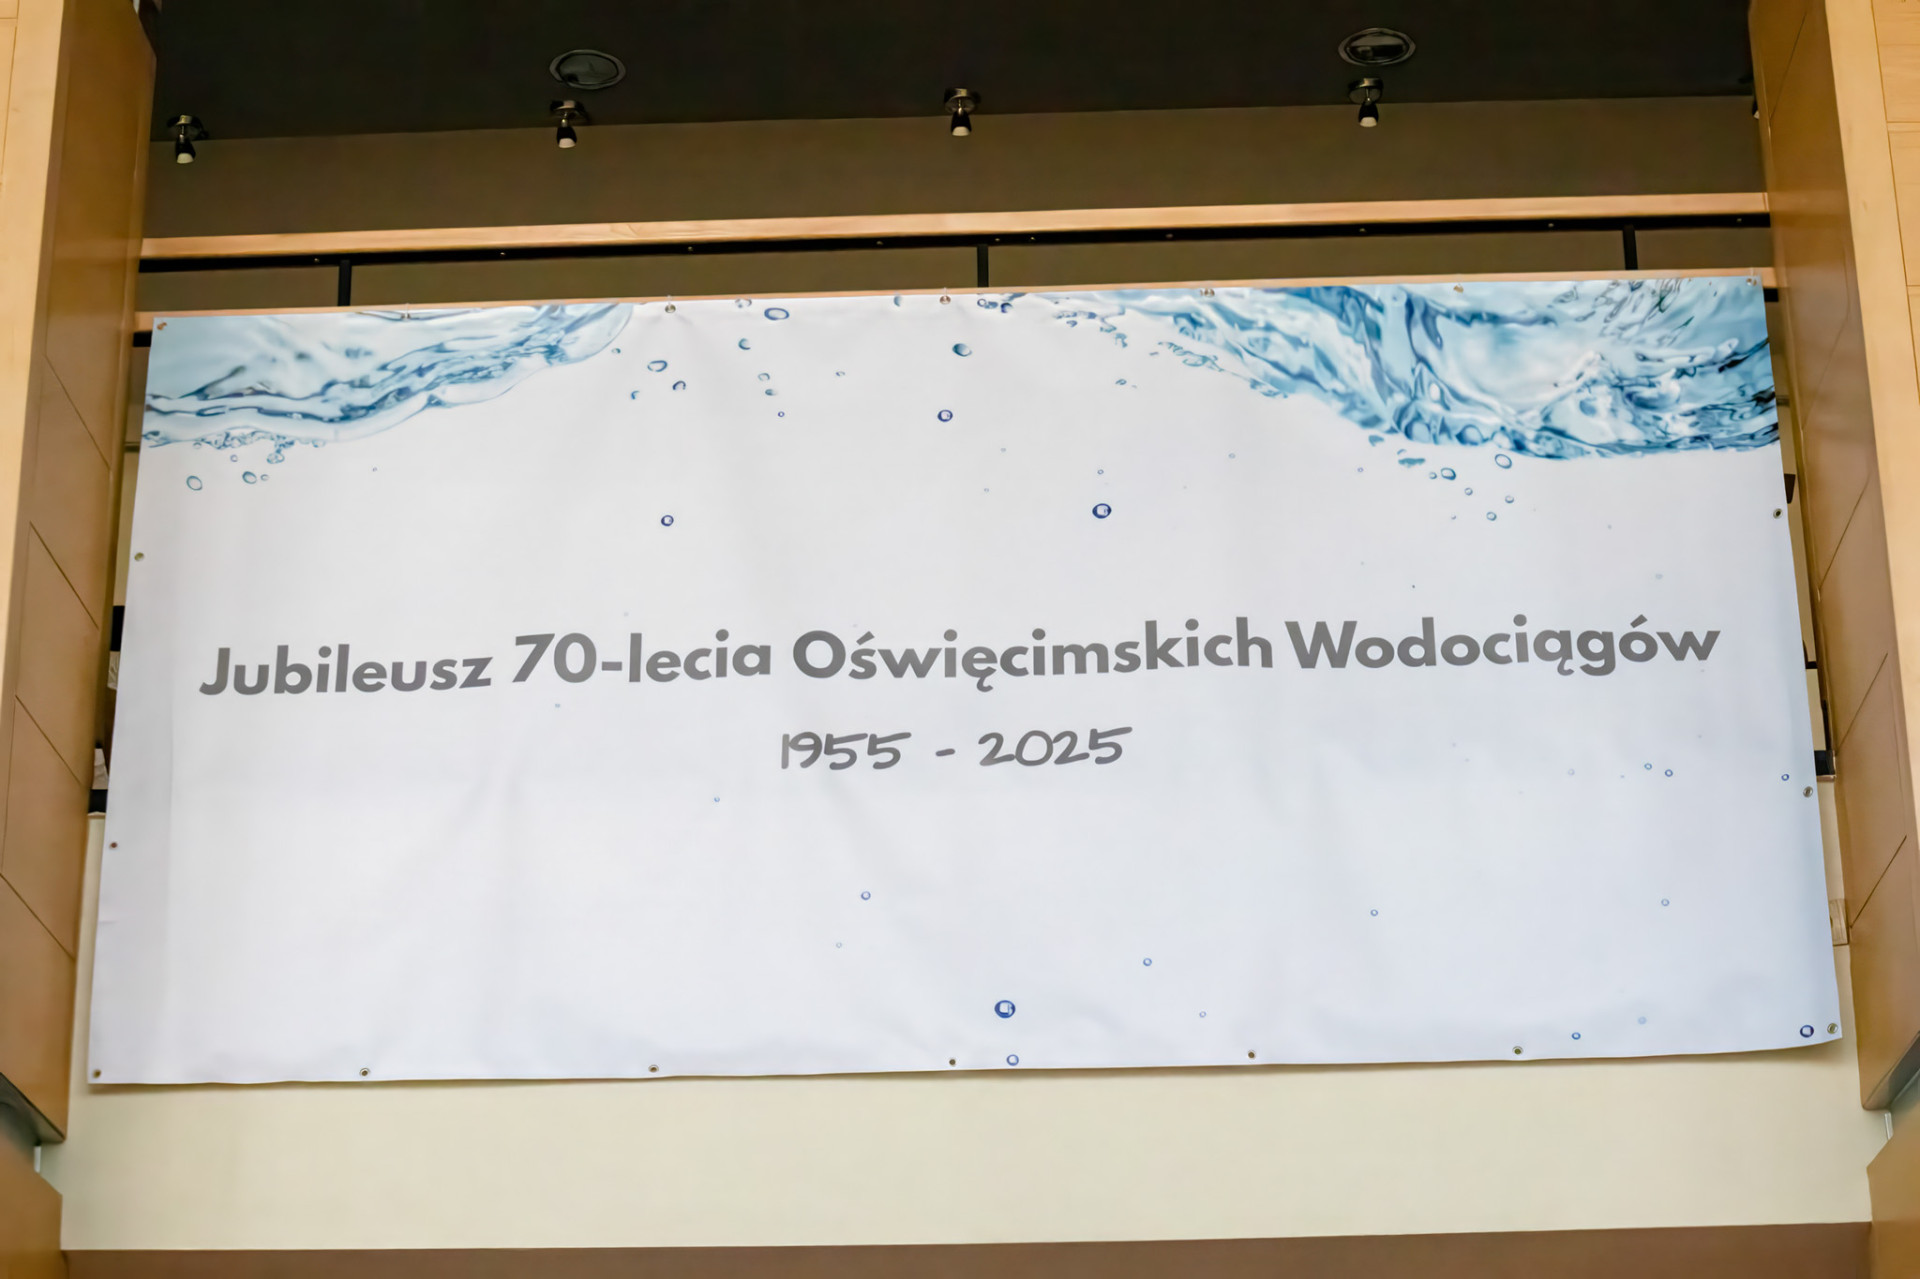 Jubileusz 70-lecia Oświęcimskich Wodociągów
1955 - 2025